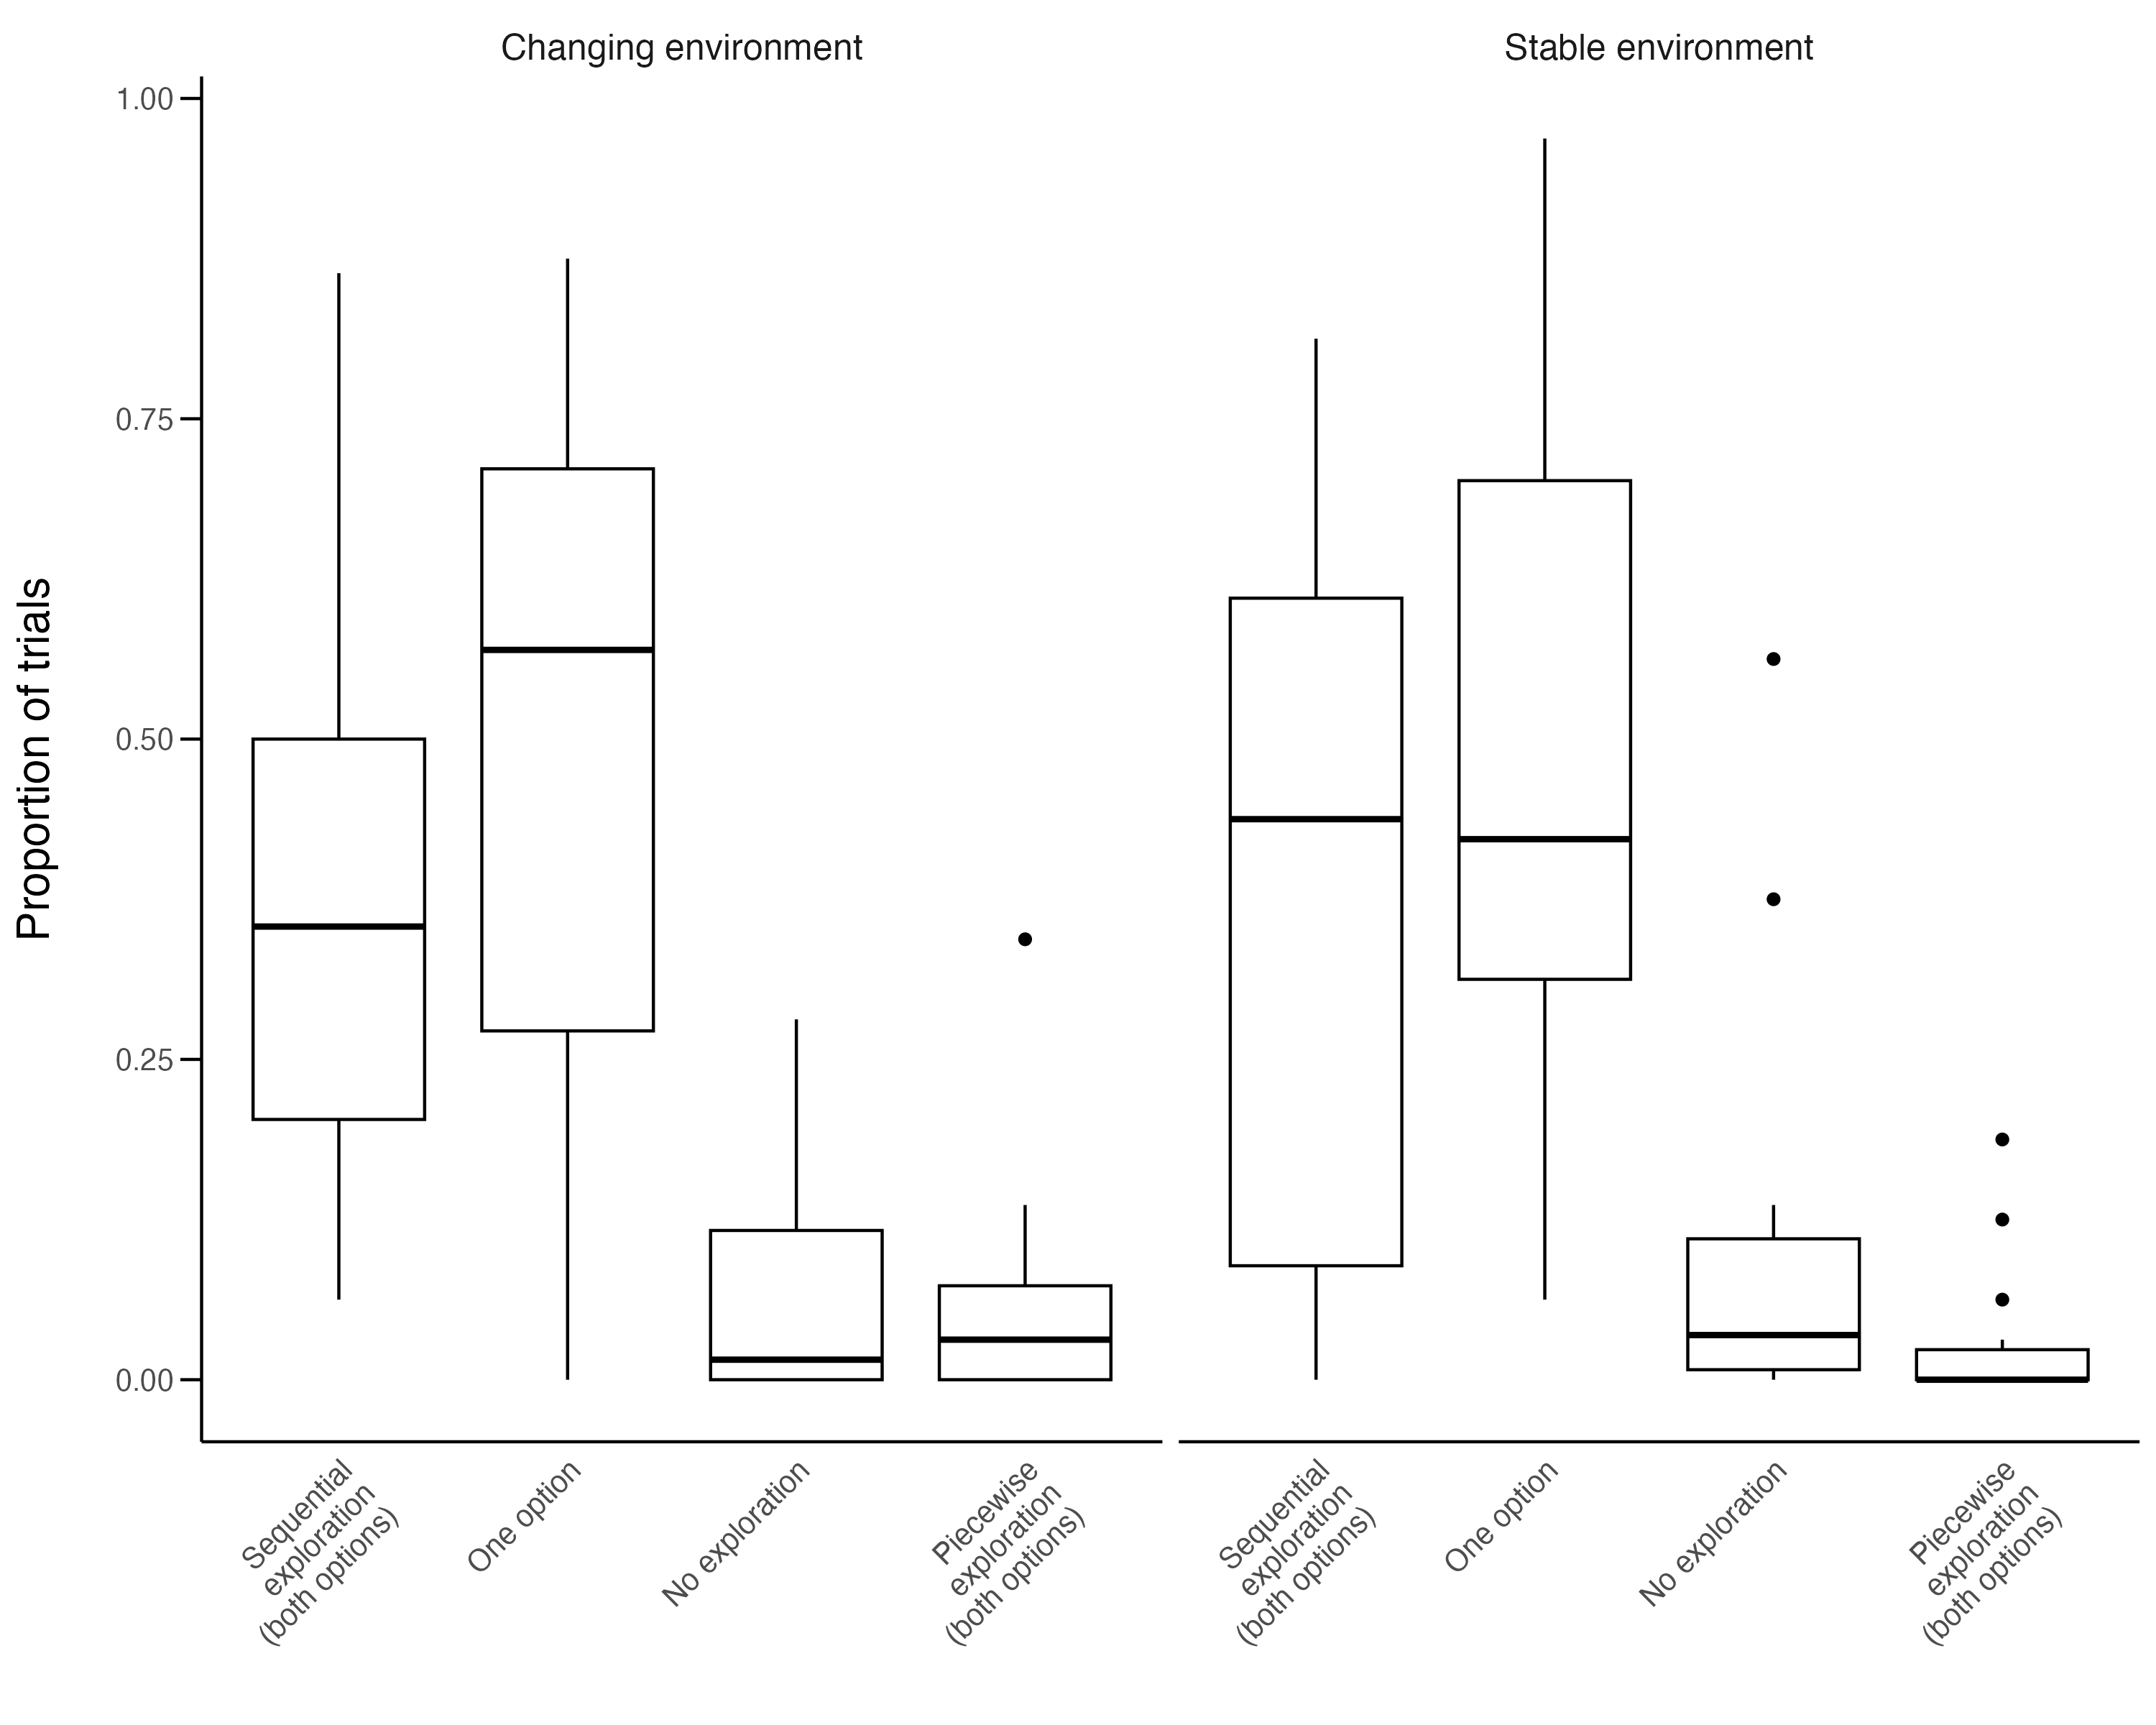 Changing environment
Stable environment
Proportion of trials
1.00
0.75
0.50
0.25
0.00
Sequential
exploration
(both options)
One option
No exploration
Piecewise
exploration
(both options)
Sequential
exploration
(both options)
One option
No exploration
Piecewise
exploration
(both options)